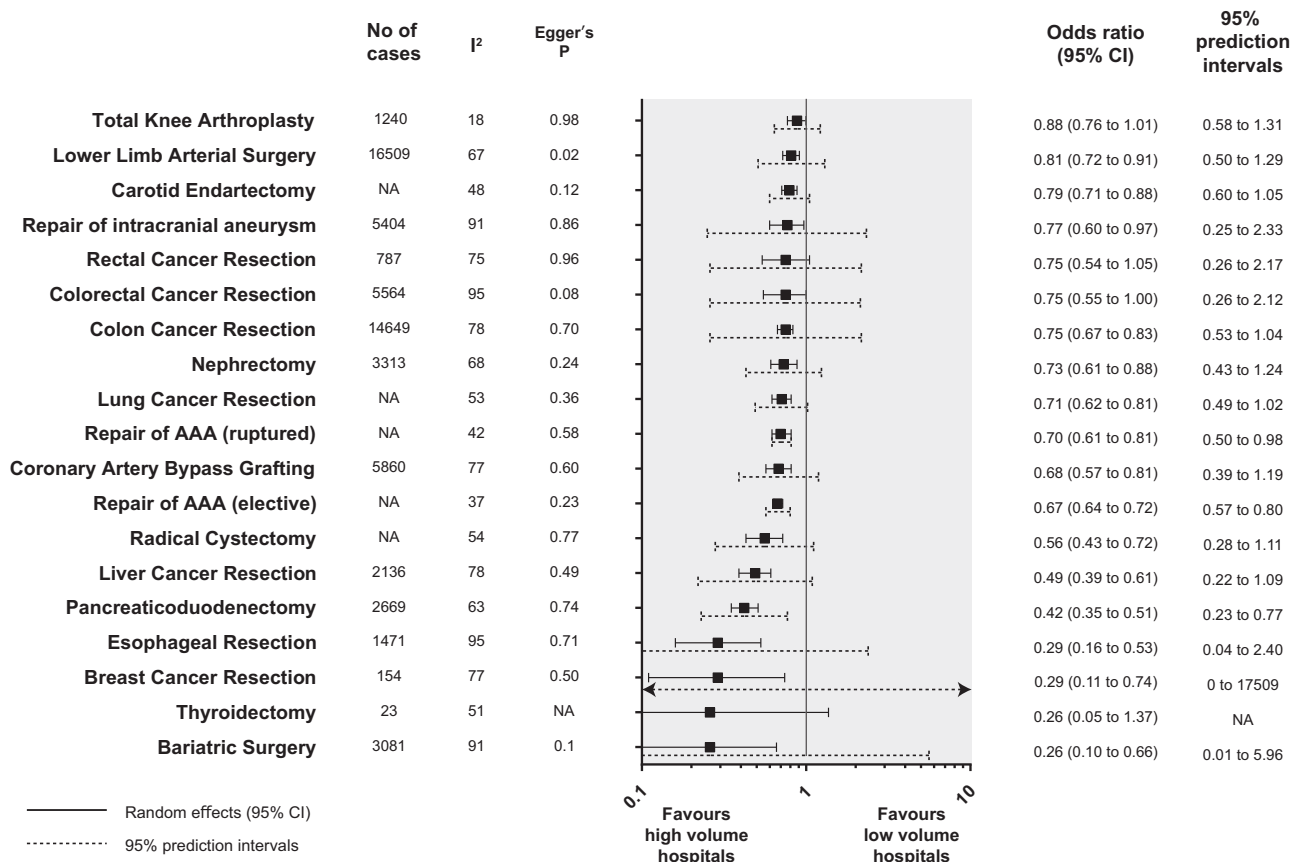 No of cases I² Egger's P Odds ratio (95% CI) 95% prediction intervals
Total Knee Arthroplasty 1240 18 0.98 0.88 (0.76 to 1.01) 0.58 to 1.31
Lower Limb Arterial Surgery 16509 67 0.02 0.81 (0.72 to 0.91) 0.50 to 1.29
Carotid Endartectomy NA 48 0.12 0.79 (0.71 to 0.88) 0.60 to 1.05
Repair of intracranial aneurysm 5404 91 0.86 0.77 (0.60 to 0.97) 0.25 to 2.33
Rectal Cancer Resection 787 75 0.96 0.75 (0.54 to 1.05) 0.26 to 2.17
Colorectal Cancer Resection 5564 95 0.08 0.75 (0.55 to 1.00) 0.26 to 2.12
Colon Cancer Resection 14649 78 0.70 0.75 (0.67 to 0.83) 0.53 to 1.04
Nephrectomy 3313 68 0.24 0.73 (0.61 to 0.88) 0.43 to 1.24
Lung Cancer Resection NA 53 0.36 0.71 (0.62 to 0.81) 0.49 to 1.02
Repair of AAA (ruptured) NA 42 0.58 0.70 (0.61 to 0.81) 0.50 to 0.98
Coronary Artery Bypass Grafting 5860 77 0.60 0.68 (0.57 to 0.81) 0.39 to 1.19
Repair of AAA (elective) NA 37 0.23 0.67 (0.64 to 0.72) 0.57 to 0.80
Radical Cystectomy NA 54 0.77 0.56 (0.43 to 0.72) 0.28 to 1.11
Liver Cancer Resection 2136 78 0.49 0.49 (0.39 to 0.61) 0.22 to 1.09
Pancreaticoduodenectomy 2669 63 0.74 0.42 (0.35 to 0.51) 0.23 to 0.77
Esophageal Resection 1471 95 0.71 0.29 (0.16 to 0.53) 0.04 to 2.40
Breast Cancer Resection 154 77 0.50 0.29 (0.11 to 0.74) 0 to 17509
Thyroidectomy 23 51 NA 0.26 (0.05 to 1.37) NA
Bariatric Surgery 3081 91 0.1 0.26 (0.10 to 0.66) 0.01 to 5.96
0.1 1 10
Favours high volume hospitals
Favours low volume hospitals
Random effects (95% CI)
95% prediction intervals